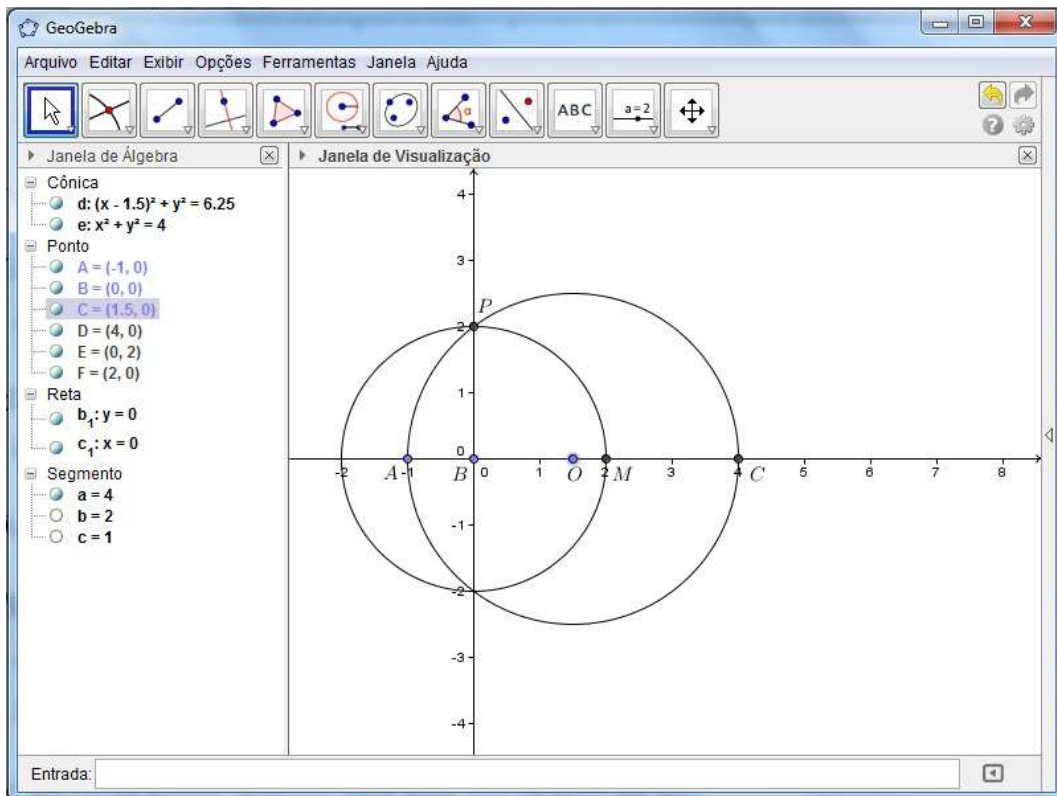 GeoGebra
Arquivo Editar Exibir Opções Ferramentas Janela Ajuda
ABC
a=2
α
Janela de Álgebra
Janela de Visualização
Cônica
d: (x - 1.5)² + y² = 6.25
e: x² + y² = 4
Ponto
A = (-1, 0)
B = (0, 0)
C = (1.5, 0)
D = (4, 0)
E = (0, 2)
F = (2, 0)
Reta
b₁: y = 0
c₁: x = 0
Segmento
a = 4
b = 2
c = 1
4
3
P
2
1
0
-2 A -1 B 0 1 O 2 M 3 4 C 5 6 7 8
-1
-2
-3
-4
Entrada: